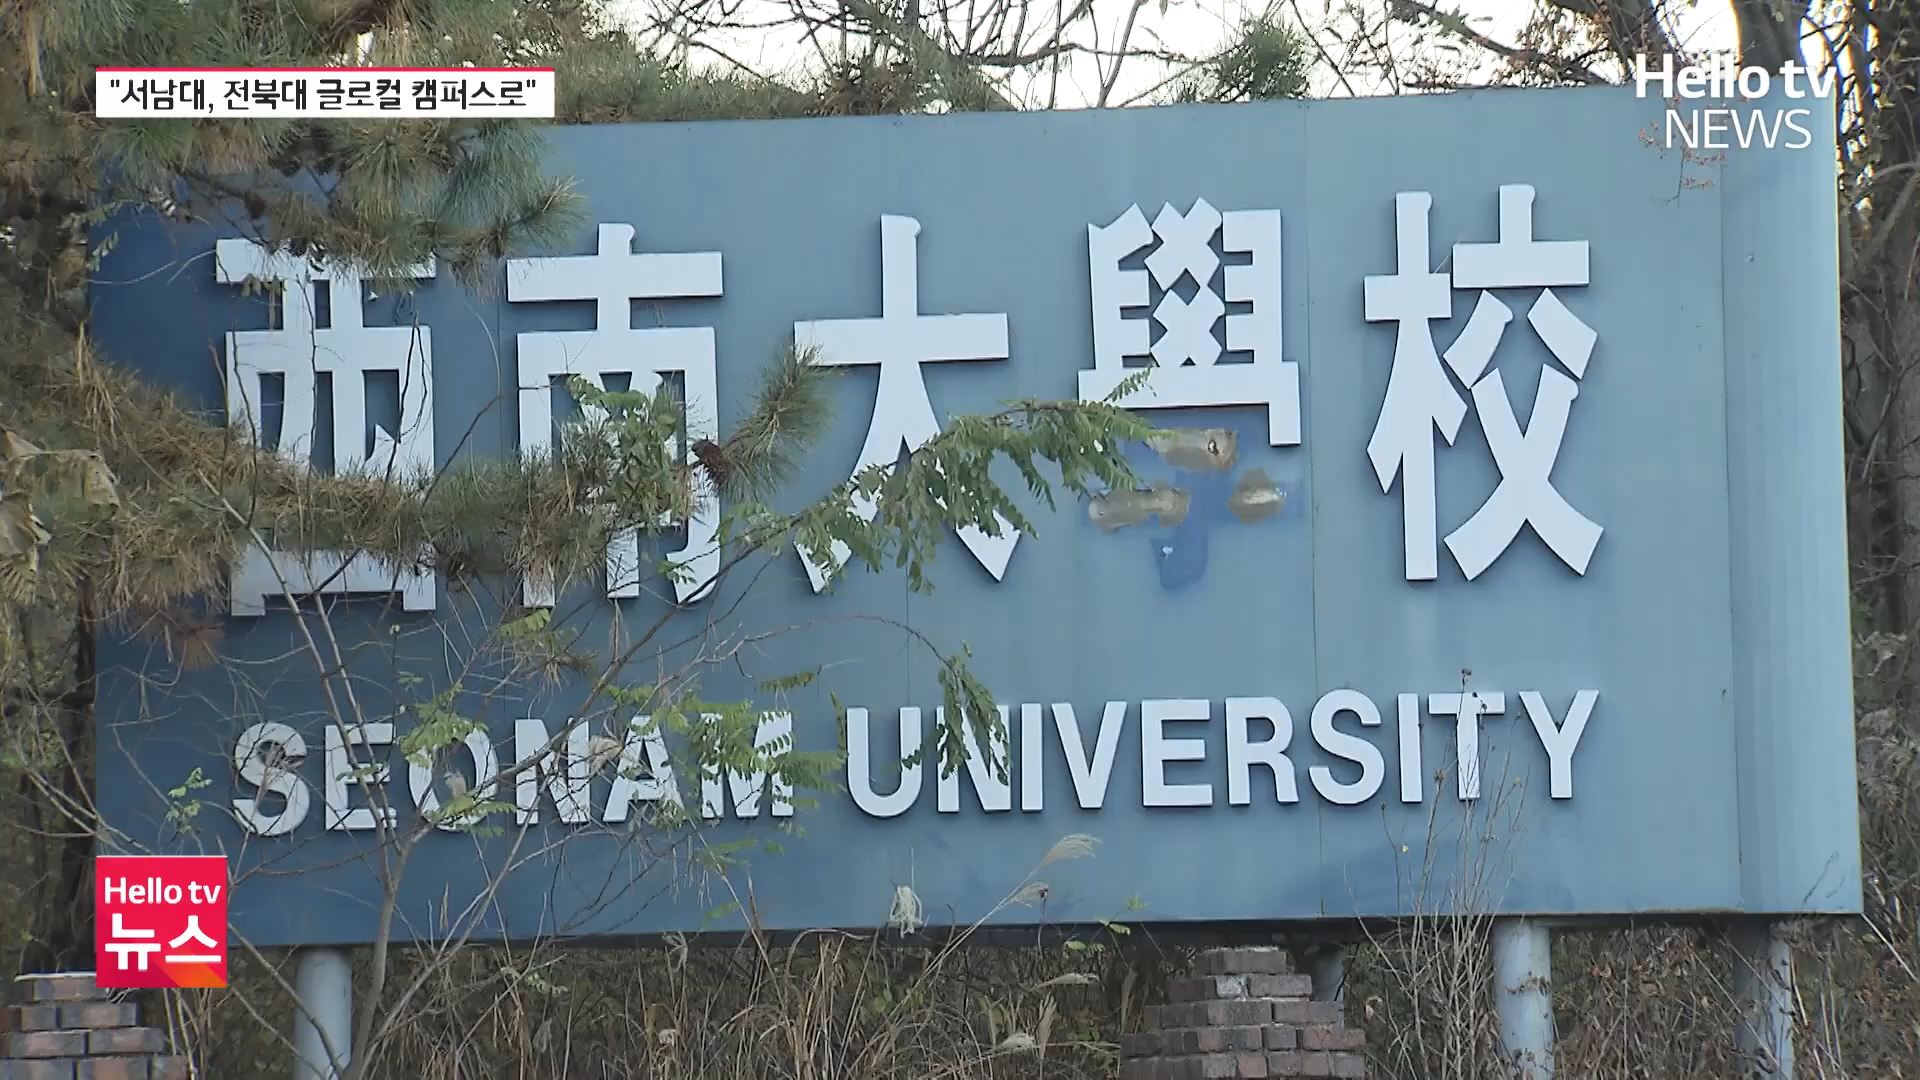 "서남대, 전북대 글로컬 캠퍼스로"
Hello tv
NEWS
西南大學校
SEONAM UNIVERSITY
Hello tv
뉴스